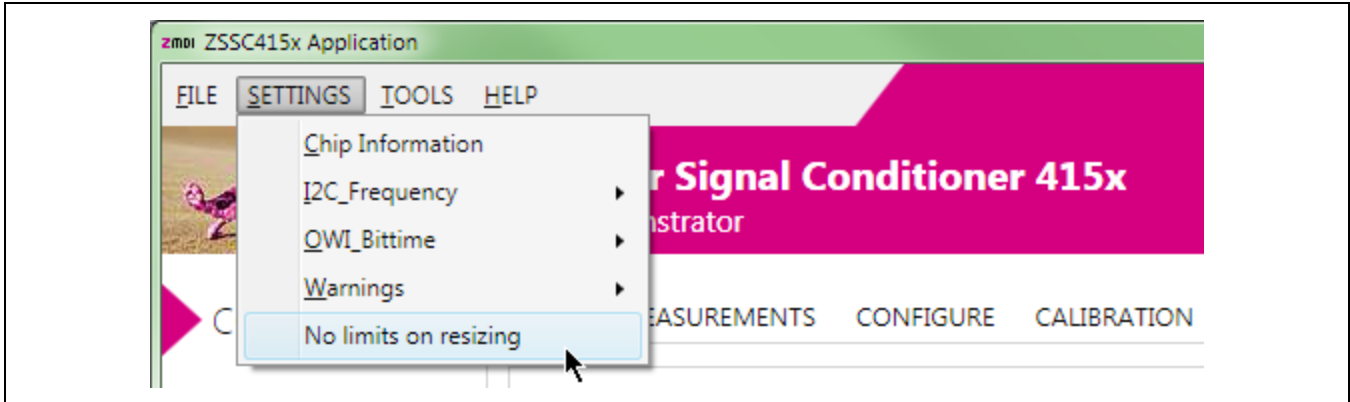 zmDI ZSSC415x Application
FILE SETTINGS TOOLS HELP
Chip Information
I2C_Frequency
OWI_Bittime
Warnings
No limits on resizing
r Signal Conditioner 415x
nstrator
C
EASUREMENTS CONFIGURE CALIBRATION